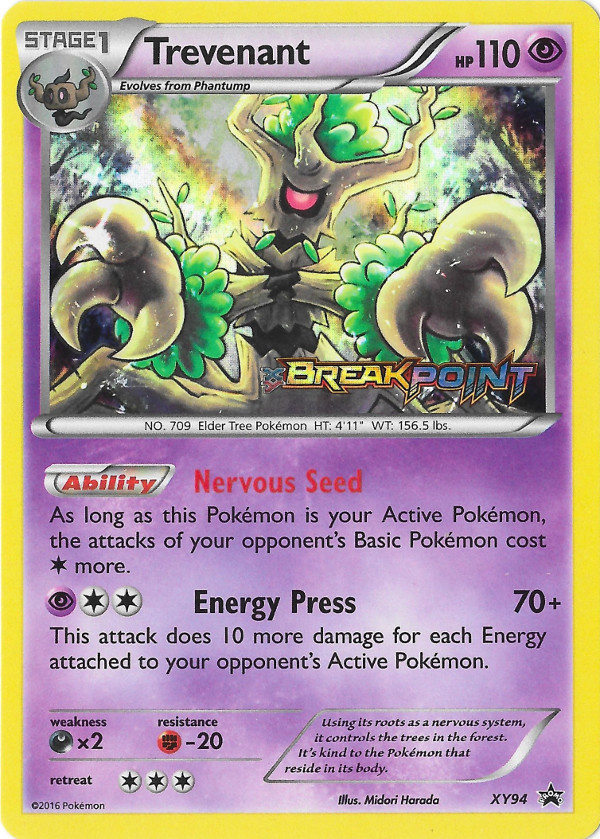 STAGE1
Trevenant
HP110
Evolves from Phantump
BREAKPOINT
NO. 709 Elder Tree Pokémon HT: 4'11" WT: 156.5 lbs.
Ability Nervous Seed
As long as this Pokémon is your Active Pokémon,
the attacks of your opponent's Basic Pokémon cost
more.
Energy Press 70+
This attack does 10 more damage for each Energy
attached to your opponent's Active Pokémon.
weakness resistance
×2 -20
Using its roots as a nervous system,
it controls the trees in the forest.
It's kind to the Pokémon that
reside in its body.
retreat
©2016 Pokémon
Illus. Midori Harada
XY94
PROMO